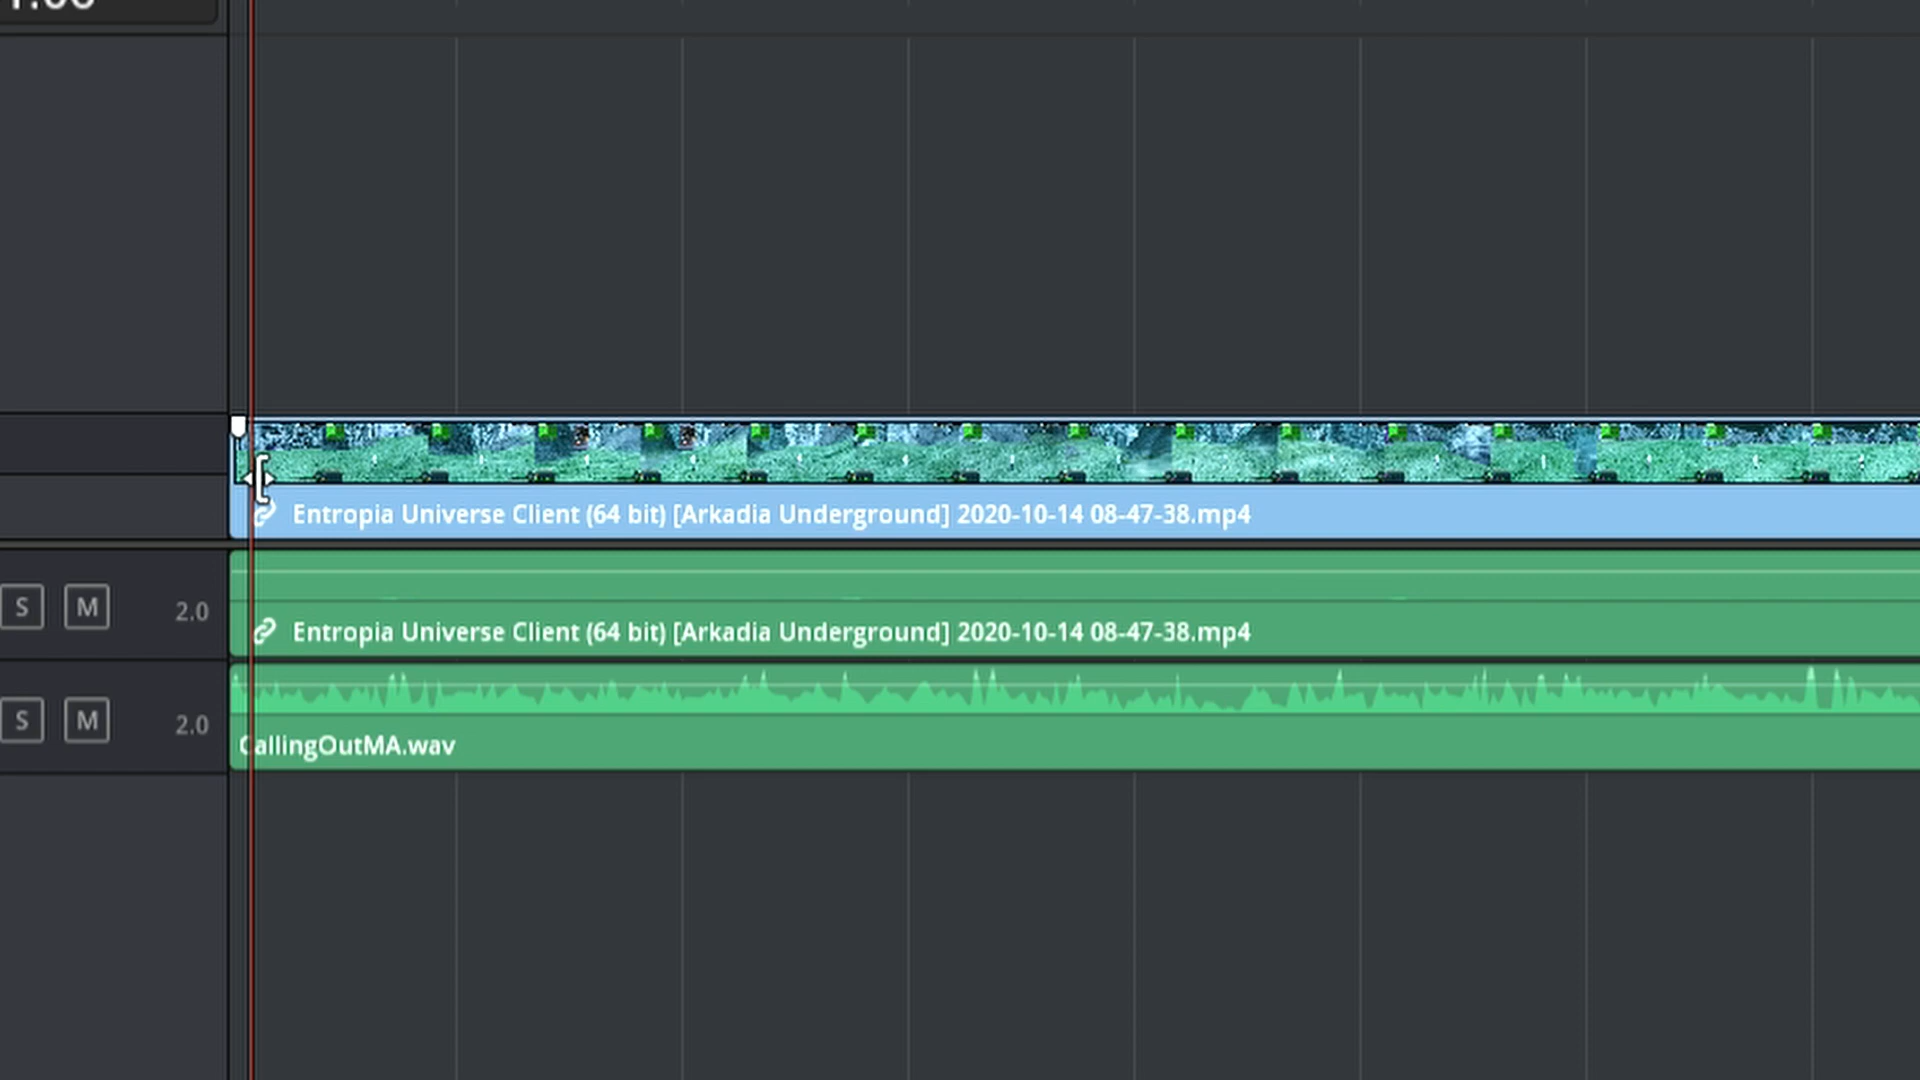 Entropia Universe Client (64 bit) [Arkadia Underground] 2020-10-14 08-47-38.mp4
S M 2.0
Entropia Universe Client (64 bit) [Arkadia Underground] 2020-10-14 08-47-38.mp4
S M 2.0
CallingOutMA.wav